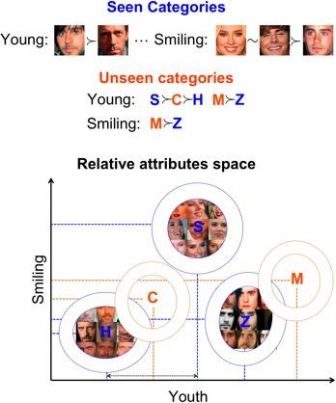 Seen Categories
Young: ≻ ⋯ Smiling: ∼ ≻
Unseen categories
Young: S≻C≻H M≻Z
Smiling: M≻Z
Relative attributes space
Smiling
S
M
C
Z
H
Youth